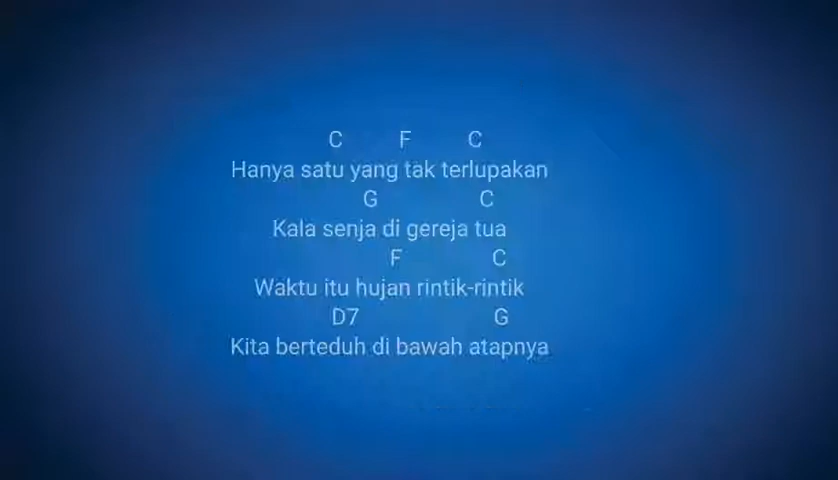 C F C
Hanya satu yang tak terlupakan
G C
Kala senja di gereja tua
F C
Waktu itu hujan rintik-rintik
D7 G
Kita berteduh di bawah atapnya